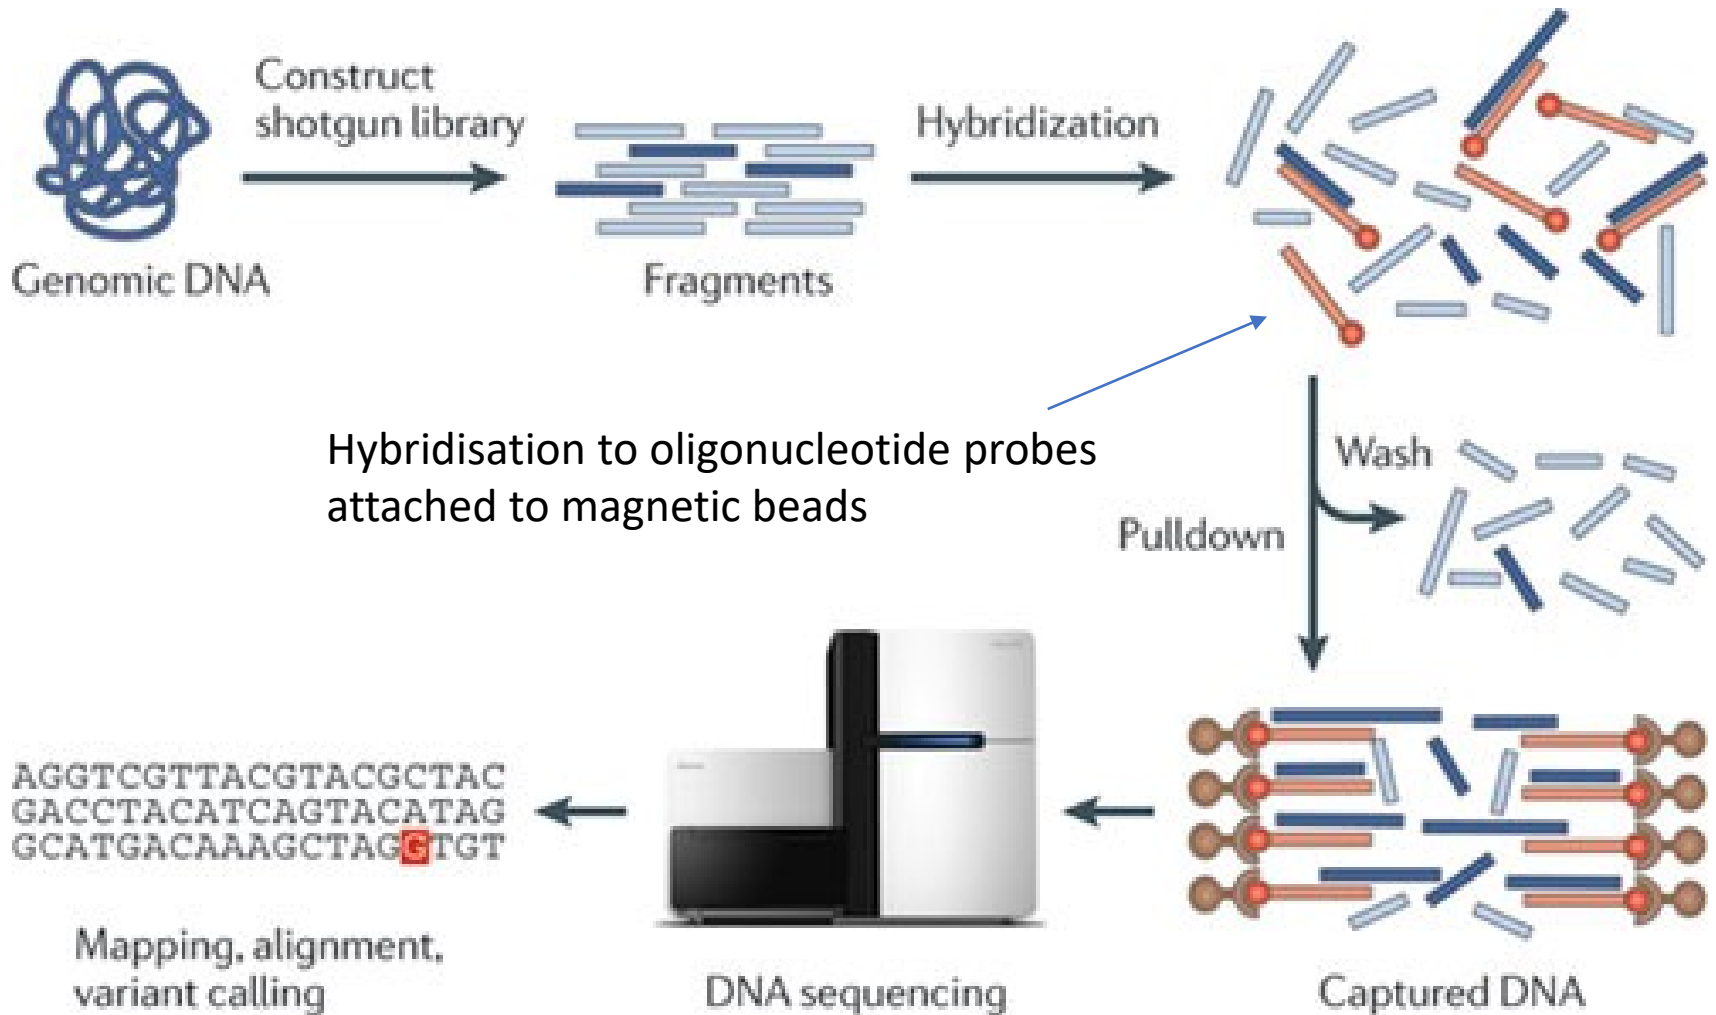 Construct
shotgun library
Hybridization
Genomic DNA
Fragments
Hybridisation to oligonucleotide probes
attached to magnetic beads
Wash
Pulldown
AGGTCGTTACGTACGCTAC
GACCTACATCAGTACATAG
GCATGACAAAGCTAGGTGT
Mapping, alignment,
variant calling
DNA sequencing
Captured DNA